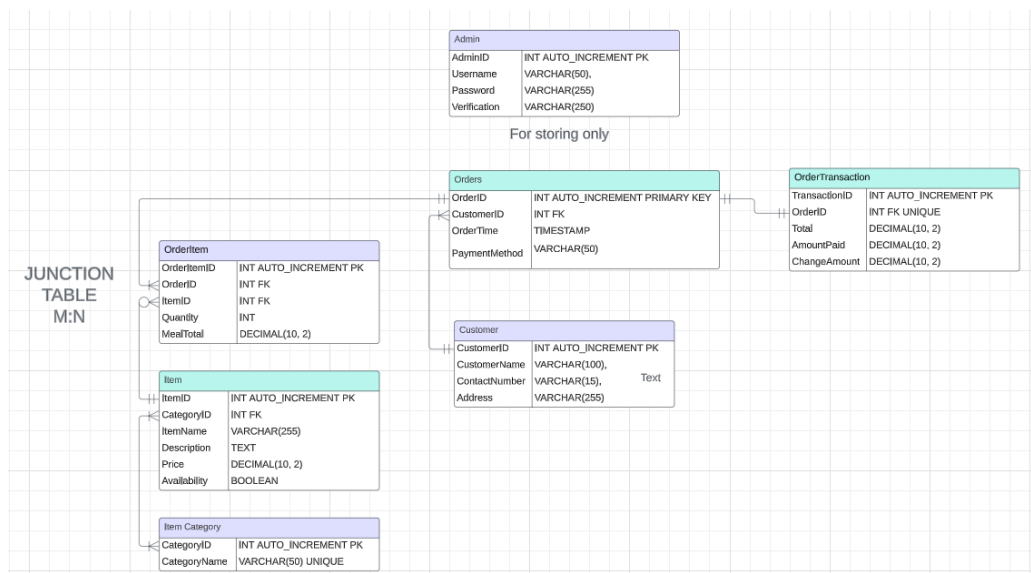 Admin
AdminID INT AUTO_INCREMENT PK
Username VARCHAR(50),
Password VARCHAR(255)
Verification VARCHAR(250)
For storing only
Orders
OrderID INT AUTO_INCREMENT PRIMARY KEY
CustomerID INT FK
OrderTime TIMESTAMP
PaymentMethod VARCHAR(50)
OrderTransaction
TransactionID INT AUTO_INCREMENT PK
OrderID INT FK UNIQUE
Total DECIMAL(10, 2)
AmountPaid DECIMAL(10, 2)
ChangeAmount DECIMAL(10, 2)
JUNCTION
TABLE
M:N
OrderItem
OrderItemID INT AUTO_INCREMENT PK
OrderID INT FK
ItemID INT FK
Quantity INT
MealTotal DECIMAL(10, 2)
Customer
CustomerID INT AUTO_INCREMENT PK
CustomerName VARCHAR(100),
ContactNumber VARCHAR(15),
Address VARCHAR(255)
Text
Item
ItemID INT AUTO_INCREMENT PK
CategoryID INT FK
ItemName VARCHAR(255)
Description TEXT
Price DECIMAL(10, 2)
Availability BOOLEAN
Item Category
CategoryID INT AUTO_INCREMENT PK
CategoryName VARCHAR(50) UNIQUE